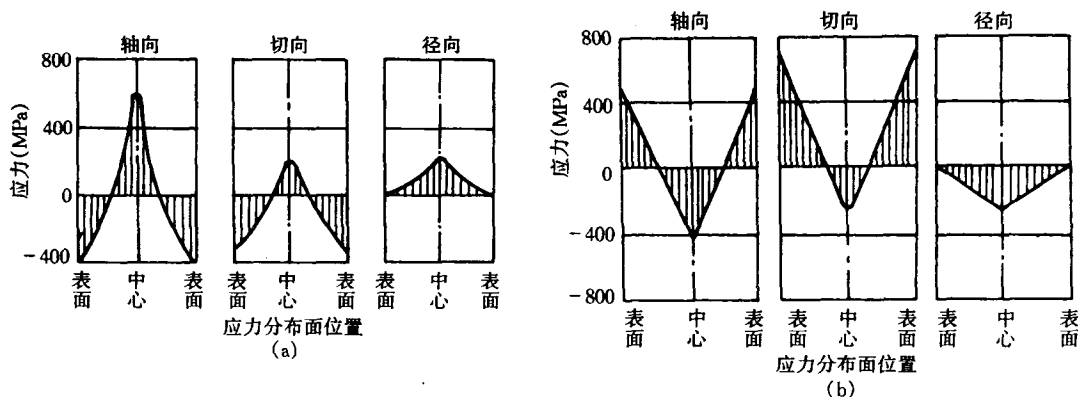 轴向 切向 径向
应力(MPa)
800
400
0
-400
表面 中心 表面 表面 中心 表面 表面 中心 表面
应力分布面位置
(a)
轴向 切向 径向
应力(MPa)
800
400
0
-400
-800
表面 中心 表面 表面 中心 表面 表面 中心 表面
应力分布面位置
(b)